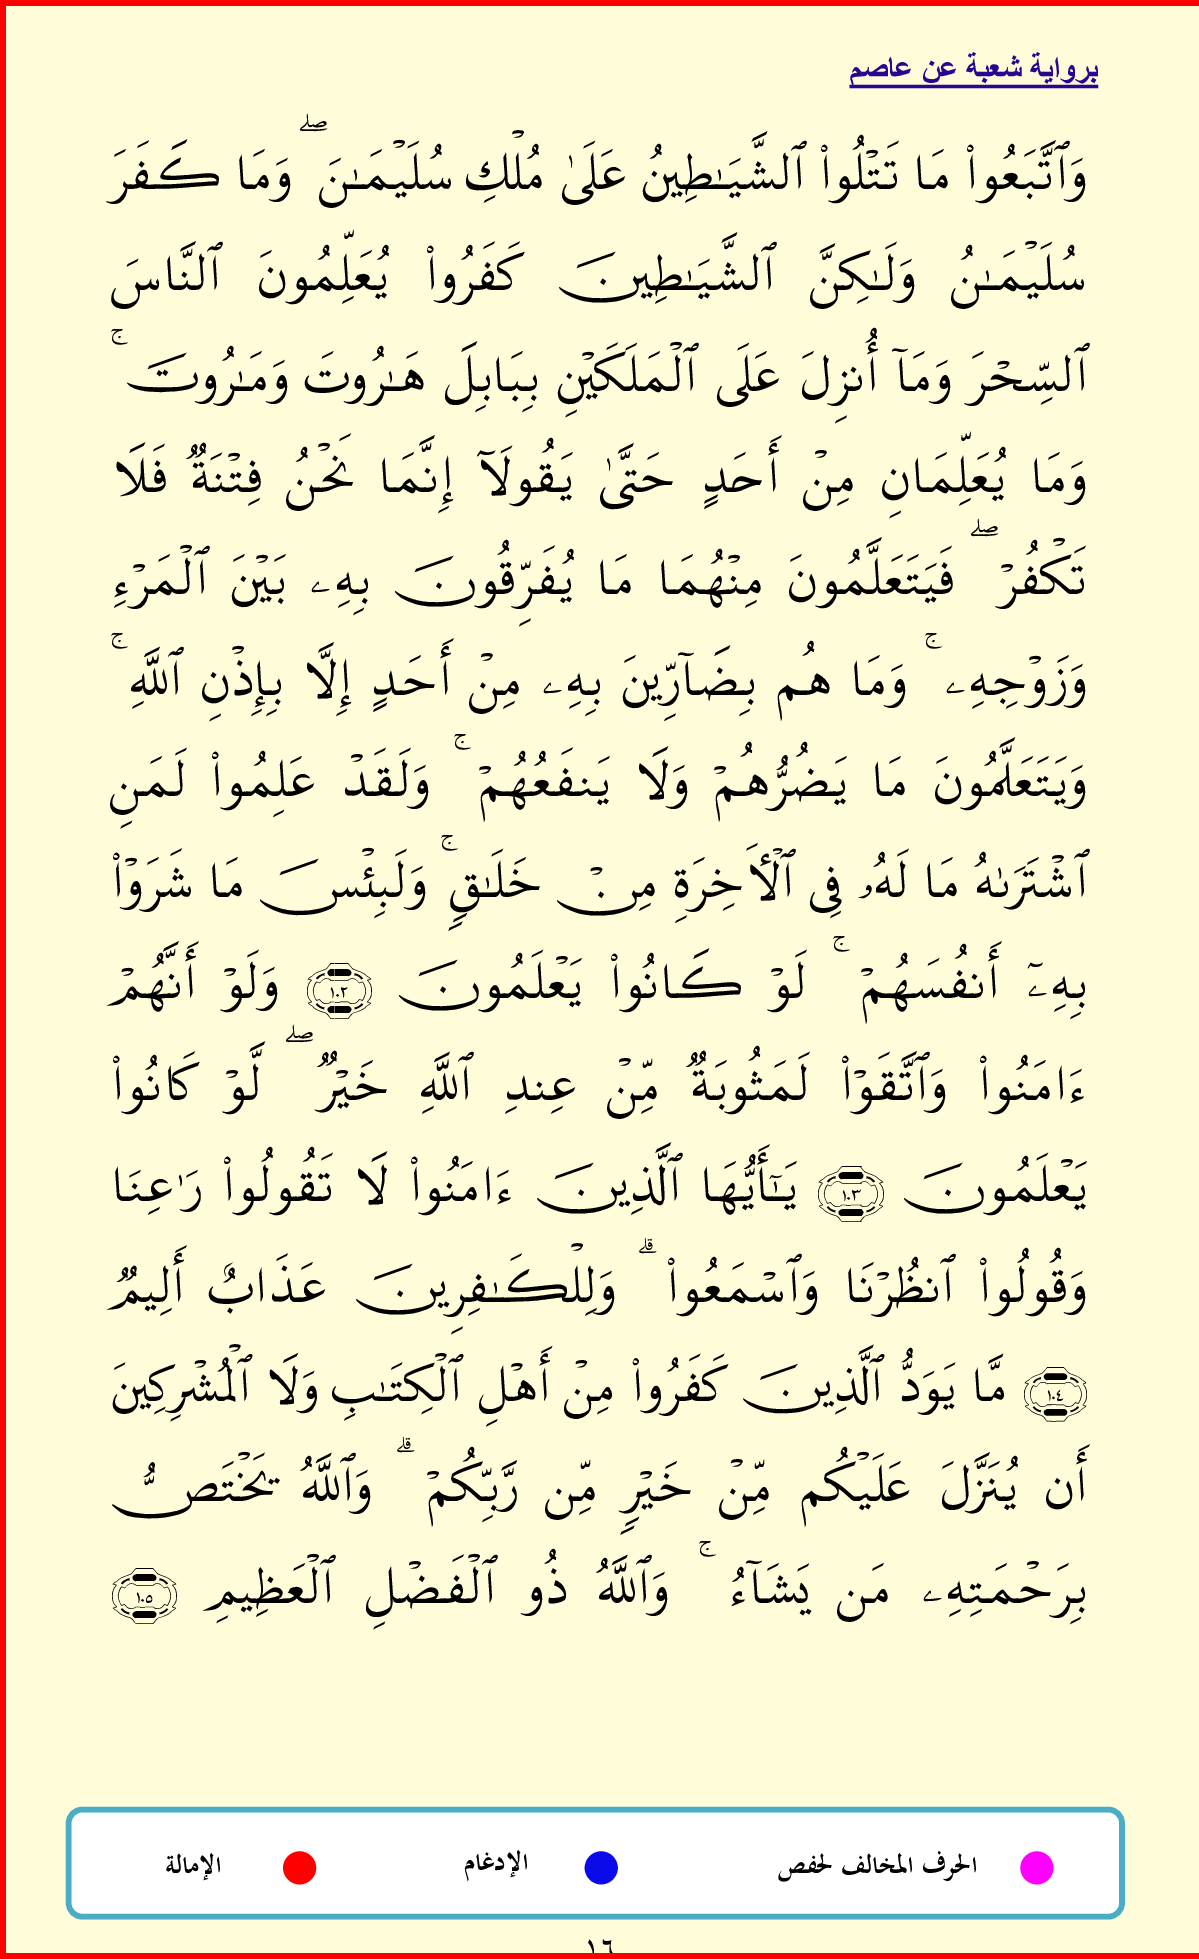 برواية شعبة عن عاصم
وَٱتَّبَعُوا۟ مَا تَتْلُوا۟ ٱلشَّيَـٰطِينُ عَلَىٰ مُلْكِ سُلَيْمَـٰنَ ۖ وَمَا كَفَرَ
سُلَيْمَـٰنُ وَلَـٰكِنَّ ٱلشَّيَـٰطِينَ كَفَرُوا۟ يُعَلِّمُونَ ٱلنَّاسَ
ٱلسِّحْرَ وَمَآ أُنزِلَ عَلَى ٱلْمَلَكَيْنِ بِبَابِلَ هَـٰرُوتَ وَمَـٰرُوتَ ۚ
وَمَا يُعَلِّمَانِ مِنْ أَحَدٍ حَتَّىٰ يَقُولَآ إِنَّمَا نَحْنُ فِتْنَةٌ فَلَا
تَكْفُرْ ۖ فَيَتَعَلَّمُونَ مِنْهُمَا مَا يُفَرِّقُونَ بِهِۦ بَيْنَ ٱلْمَرْءِ
وَزَوْجِهِۦ ۚ وَمَا هُم بِضَآرِّينَ بِهِۦ مِنْ أَحَدٍ إِلَّا بِإِذْنِ ٱللَّهِ ۚ
وَيَتَعَلَّمُونَ مَا يَضُرُّهُمْ وَلَا يَنفَعُهُمْ ۚ وَلَقَدْ عَلِمُوا۟ لَمَنِ
ٱشْتَرَىٰهُ مَا لَهُۥ فِى ٱلْأَخِرَةِ مِنْ خَلَـٰقٍ ۚ وَلَبِئْسَ مَا شَرَوْا۟
بِهِۦٓ أَنفُسَهُمْ ۚ لَوْ كَانُوا۟ يَعْلَمُونَ ١٠٢ وَلَوْ أَنَّهُمْ
ءَامَنُوا۟ وَٱتَّقَوْا۟ لَمَثُوبَةٌ مِّنْ عِندِ ٱللَّهِ خَيْرٌ ۖ لَّوْ كَانُوا۟
يَعْلَمُونَ ١٠٣ يَـٰٓأَيُّهَا ٱلَّذِينَ ءَامَنُوا۟ لَا تَقُولُوا۟ رَٰعِنَا
وَقُولُوا۟ ٱنظُرْنَا وَٱسْمَعُوا۟ ۗ وَلِلْكَـٰفِرِينَ عَذَابٌ أَلِيمٌ
١٠٤ مَّا يَوَدُّ ٱلَّذِينَ كَفَرُوا۟ مِنْ أَهْلِ ٱلْكِتَـٰبِ وَلَا ٱلْمُشْرِكِينَ
أَن يُنَزَّلَ عَلَيْكُم مِّنْ خَيْرٍ مِّن رَّبِّكُمْ ۗ وَٱللَّهُ يَخْتَصُّ
بِرَحْمَتِهِۦ مَن يَشَآءُ ۚ وَٱللَّهُ ذُو ٱلْفَضْلِ ٱلْعَظِيمِ ١٠٥
الحرف المخالف لحفص الإدغام الإمالة
١٦